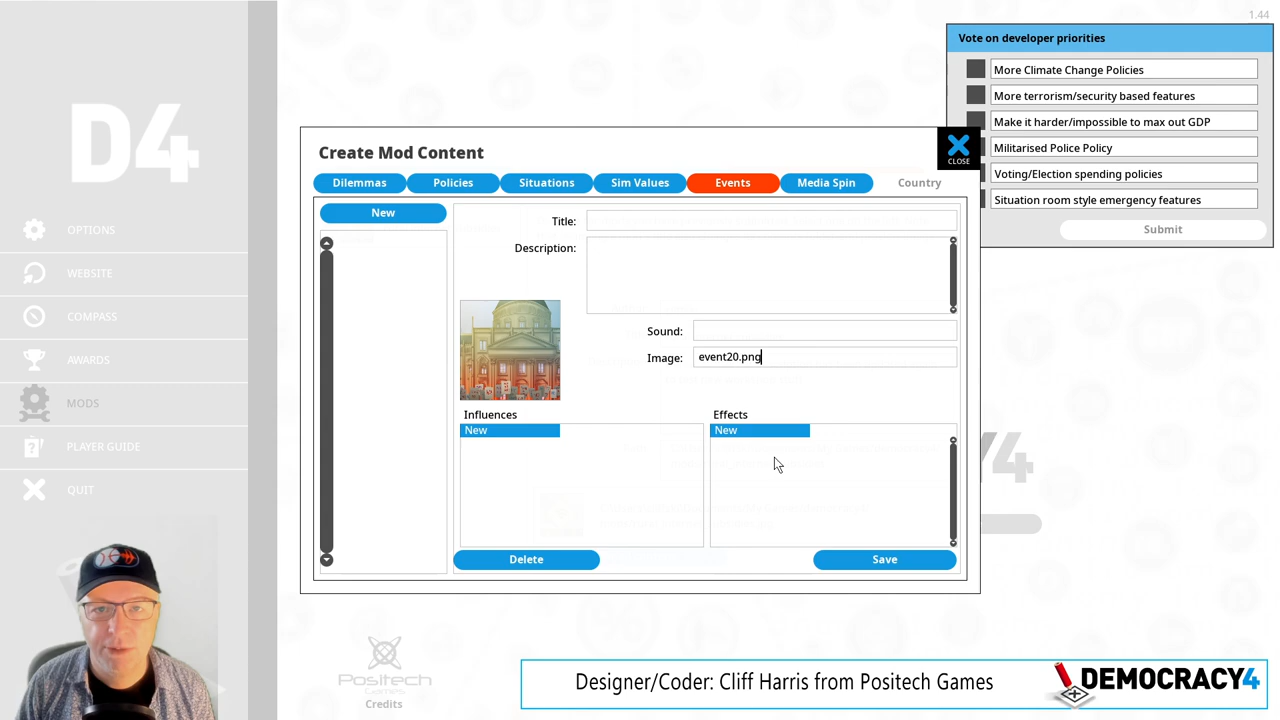 1.44
D4
Vote on developer priorities
More Climate Change Policies
More terrorism/security based features
Make it harder/impossible to max out GDP
Militarised Police Policy
Voting/Election spending policies
Situation room style emergency features
Submit
OPTIONS
WEBSITE
COMPASS
AWARDS
MODS
PLAYER GUIDE
QUIT
Create Mod Content
CLOSE
Dilemmas
Policies
Situations
Sim Values
Events
Media Spin
Country
New
Title:
Description:
Sound:
Image:
event20.png
Influences
Effects
New
New
Delete
Save
Y4
Positech
Games
Credits
Designer/Coder: Cliff Harris from Positech Games
DEMOCRACY4